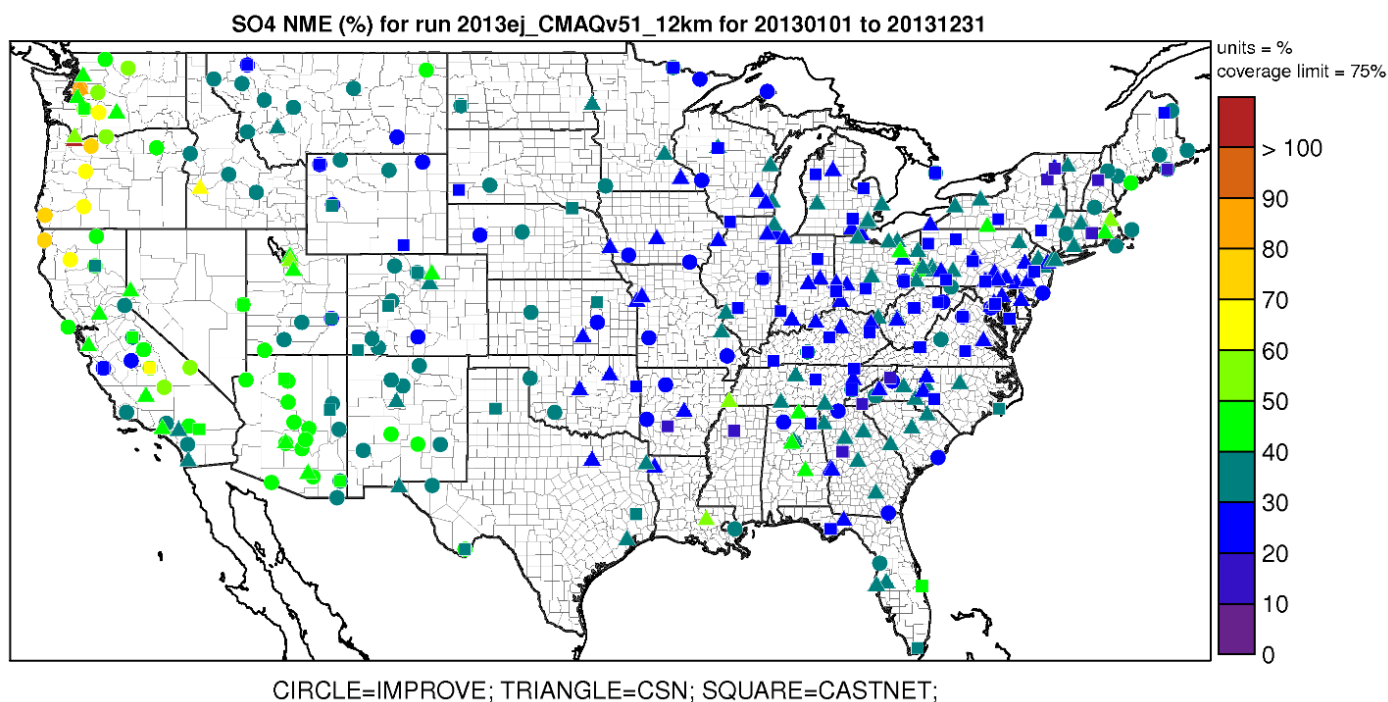 SO4 NME (%) for run 2013ej_CMAQv51_12km for 20130101 to 20131231
units = %
coverage limit = 75%
> 100
90
80
70
60
50
40
30
20
10
0
CIRCLE=IMPROVE; TRIANGLE=CSN; SQUARE=CASTNET;